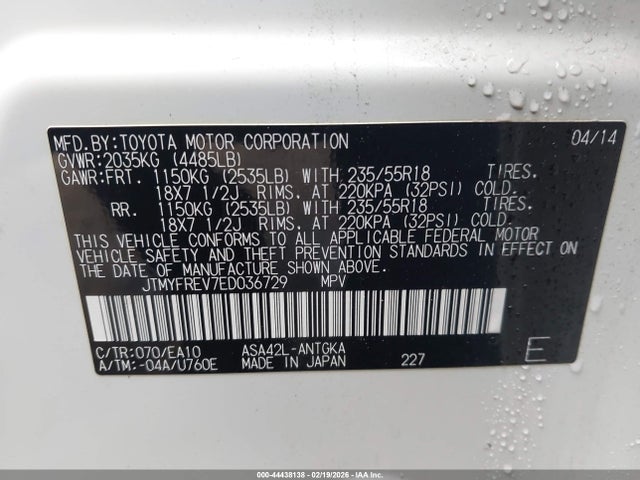 MFD.BY:TOYOTA MOTOR CORPORATION 04/14
GVWR:2035KG (4485LB)
GAWR:FRT. 1150KG (2535LB) WITH 235/55R18 TIRES.
18X7 1/2J RIMS. AT 220KPA (32PSI) COLD.
RR. 1150KG (2535LB) WITH 235/55R18 TIRES.
18X7 1/2J RIMS. AT 220KPA (32PSI) COLD.
THIS VEHICLE CONFORMS TO ALL APPLICABLE FEDERAL MOTOR
VEHICLE SAFETY AND THEFT PREVENTION STANDARDS IN EFFECT ON
THE DATE OF MANUFACTURE SHOWN ABOVE.
JTMYFREV7ED036729 MPV
C/TR:070/EA10 ASA42L-ANTGKA
A/TM:-04A/U760E MADE IN JAPAN 227 E
000-44438138 - 02/19/2026 - IAA, Inc.